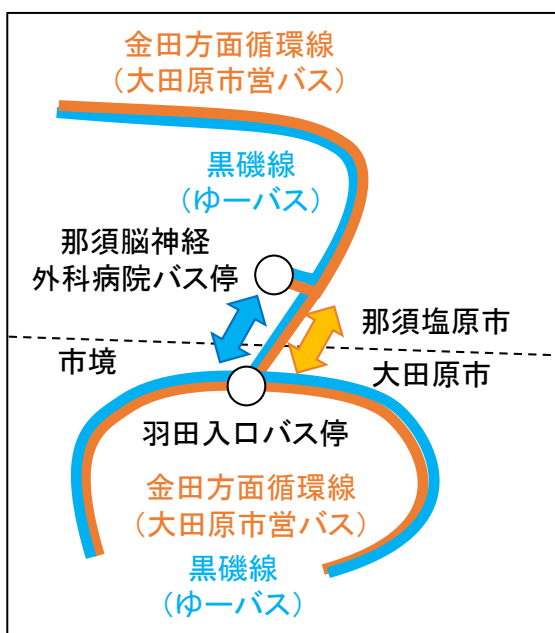 金田方面循環線
（大田原市営バス）
黒磯線
（ゆーバス）
那須脳神経
外科病院バス停
那須塩原市
市境
大田原市
羽田入口バス停
金田方面循環線
（大田原市営バス）
黒磯線
（ゆーバス）